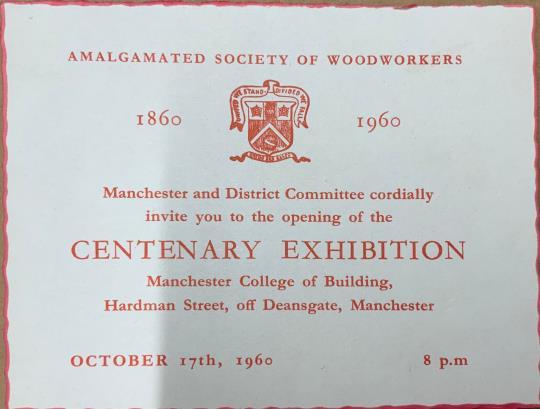 AMALGAMATED SOCIETY OF WOODWORKERS
UNITED WE STAND DIVIDED WE FALL
1860 1960
Manchester and District Committee cordially
invite you to the opening of the
CENTENARY EXHIBITION
Manchester College of Building,
Hardman Street, off Deansgate, Manchester
OCTOBER 17th, 1960 8 p.m